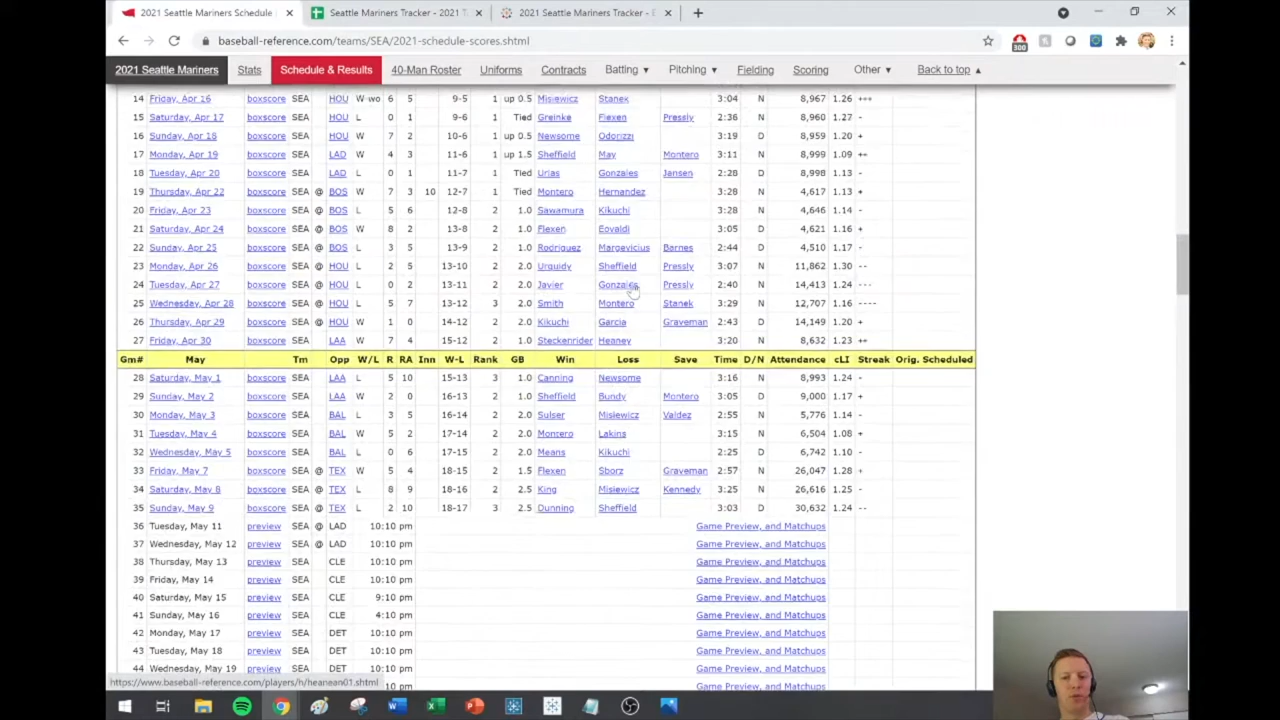 2021 Seattle Mariners Schedule
Seattle Mariners Tracker - 2021 T
2021 Seattle Mariners Tracker - E
baseball-reference.com/teams/SEA/2021-schedule-scores.shtml
300
2021 Seattle Mariners Stats Schedule & Results 40-Man Roster Uniforms Contracts Batting ▼ Pitching ▼ Fielding Scoring Other ▼ Back to top ▲
14 Friday, Apr 16 boxscore SEA HOU W-wo 6 5 9-5 1 up 0.5 Misiewicz Stanek 3:04 N 8,967 1.26 +++
15 Saturday, Apr 17 boxscore SEA HOU L 0 1 9-6 1 Tied Greinke Flexen Pressly 2:36 N 8,960 1.27 -
16 Sunday, Apr 18 boxscore SEA HOU W 7 2 10-6 1 up 0.5 Newsome Odorizzi 3:19 D 8,959 1.20 +
17 Monday, Apr 19 boxscore SEA LAD W 4 3 11-6 1 up 1.5 Sheffield May Montero 3:11 N 8,999 1.09 ++
18 Tuesday, Apr 20 boxscore SEA LAD L 0 1 11-7 1 Tied Urias Gonzales Jansen 2:28 D 8,998 1.13 -
19 Thursday, Apr 22 boxscore SEA @ BOS W 7 3 10 12-7 1 Tied Montero Hernandez 3:28 N 4,617 1.13 +
20 Friday, Apr 23 boxscore SEA @ BOS L 5 6 12-8 2 1.0 Sawamura Kikuchi 3:28 N 4,646 1.14 -
21 Saturday, Apr 24 boxscore SEA @ BOS W 8 2 13-8 2 1.0 Flexen Eovaldi 3:05 D 4,621 1.16 +
22 Sunday, Apr 25 boxscore SEA @ BOS L 3 5 13-9 2 1.0 Rodriguez Margevicius Barnes 2:44 D 4,510 1.17 -
23 Monday, Apr 26 boxscore SEA @ HOU L 2 5 13-10 2 2.0 Urquidy Sheffield Pressly 3:07 N 11,862 1.30 --
24 Tuesday, Apr 27 boxscore SEA @ HOU L 0 2 13-11 2 2.0 Javier Gonzales Pressly 2:40 N 14,413 1.24 ---
25 Wednesday, Apr 28 boxscore SEA @ HOU L 5 7 13-12 3 2.0 Smith Montero Stanek 3:29 N 12,707 1.16 ----
26 Thursday, Apr 29 boxscore SEA @ HOU W 1 0 14-12 2 2.0 Kikuchi Garcia Graveman 2:43 D 14,149 1.20 +
27 Friday, Apr 30 boxscore SEA LAA W 7 4 15-12 2 1.0 Steckenrider Heaney 3:20 N 8,632 1.23 ++
Gm# May Tm Opp W/L R RA Inn W-L Rank GB Win Loss Save Time D/N Attendance cLI Streak Orig. Scheduled
28 Saturday, May 1 boxscore SEA LAA L 5 10 15-13 3 1.0 Canning Newsome 3:16 N 8,993 1.24 -
29 Sunday, May 2 boxscore SEA LAA W 2 0 16-13 2 1.0 Sheffield Bundy Montero 3:05 D 9,000 1.17 +
30 Monday, May 3 boxscore SEA BAL L 3 5 16-14 2 2.0 Sulser Misiewicz Valdez 2:55 N 5,776 1.14 -
31 Tuesday, May 4 boxscore SEA BAL W 5 2 17-14 2 2.0 Montero Lakins 3:15 N 6,504 1.08 +
32 Wednesday, May 5 boxscore SEA BAL L 0 6 17-15 2 2.0 Means Kikuchi 2:25 D 6,742 1.10 -
33 Friday, May 7 boxscore SEA @ TEX W 5 4 18-15 2 1.5 Flexen Sborz Graveman 2:57 N 26,047 1.28 +
34 Saturday, May 8 boxscore SEA @ TEX L 8 9 18-16 2 2.5 King Misiewicz Kennedy 3:25 N 26,616 1.25 -
35 Sunday, May 9 boxscore SEA @ TEX L 2 10 18-17 3 2.5 Dunning Sheffield 3:03 D 30,632 1.24 --
36 Tuesday, May 11 preview SEA @ LAD 10:10 pm Game Preview, and Matchups
37 Wednesday, May 12 preview SEA @ LAD 10:10 pm Game Preview, and Matchups
38 Thursday, May 13 preview SEA CLE 10:10 pm Game Preview, and Matchups
39 Friday, May 14 preview SEA CLE 10:10 pm Game Preview, and Matchups
40 Saturday, May 15 preview SEA CLE 9:10 pm Game Preview, and Matchups
41 Sunday, May 16 preview SEA CLE 4:10 pm Game Preview, and Matchups
42 Monday, May 17 preview SEA DET 10:10 pm Game Preview, and Matchups
43 Tuesday, May 18 preview SEA DET 10:10 pm Game Preview, and Matchups
44 Wednesday, May 19 preview SEA DET 10:10 pm Game Preview, and Matchups
https://www.baseball-reference.com/players/h/heanean01.shtml